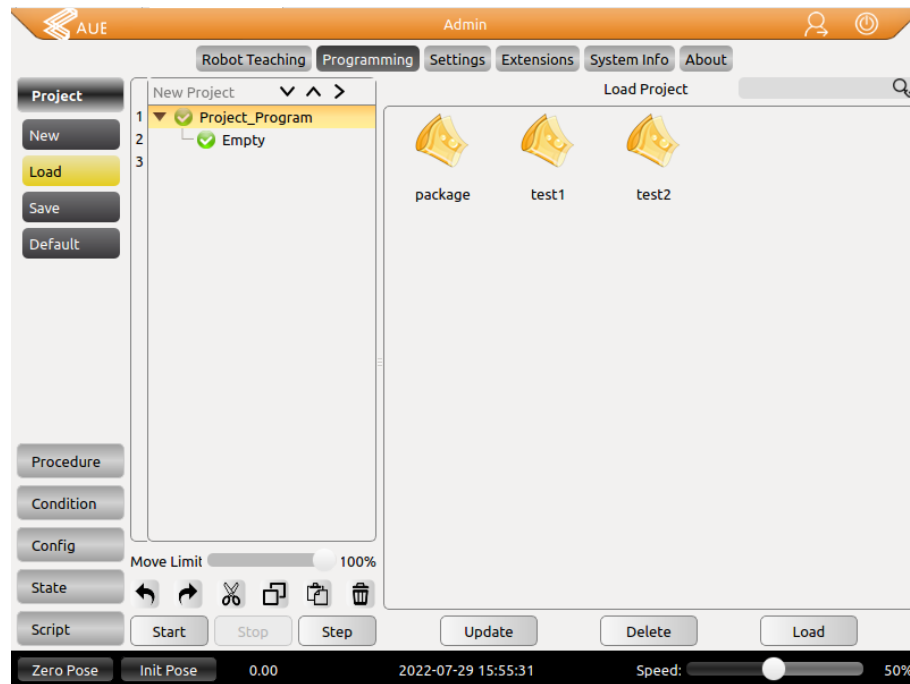 AUE
Admin
Robot Teaching Programming Settings Extensions System Info About
Project
New
Load
Save
Default
Procedure
Condition
Config
State
Script
New Project
1 Project_Program
2 Empty
3
Move Limit 100%
Start Stop Step
Load Project
package test1 test2
Update Delete Load
Zero Pose Init Pose 0.00 2022-07-29 15:55:31 Speed: 50%